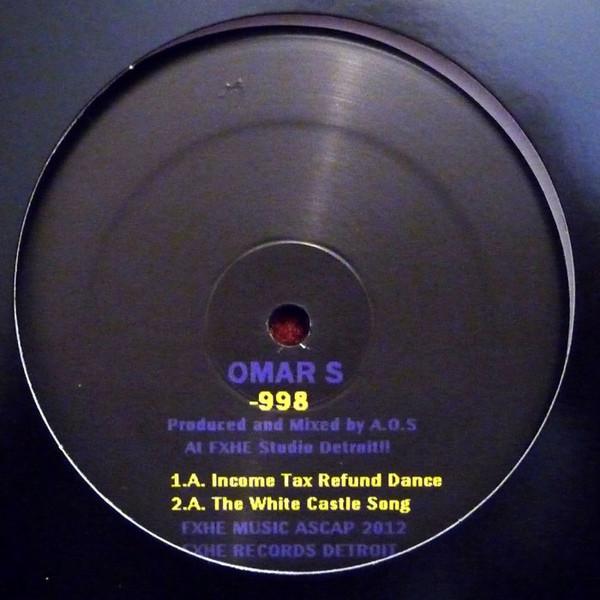 OMAR S
-998
Produced and Mixed by A.O.S
At FXHE Studio Detroit!!
1.A. Income Tax Refund Dance
2.A. The White Castle Song
FXHE MUSIC ASCAP 2012
FXHE RECORDS DETROIT